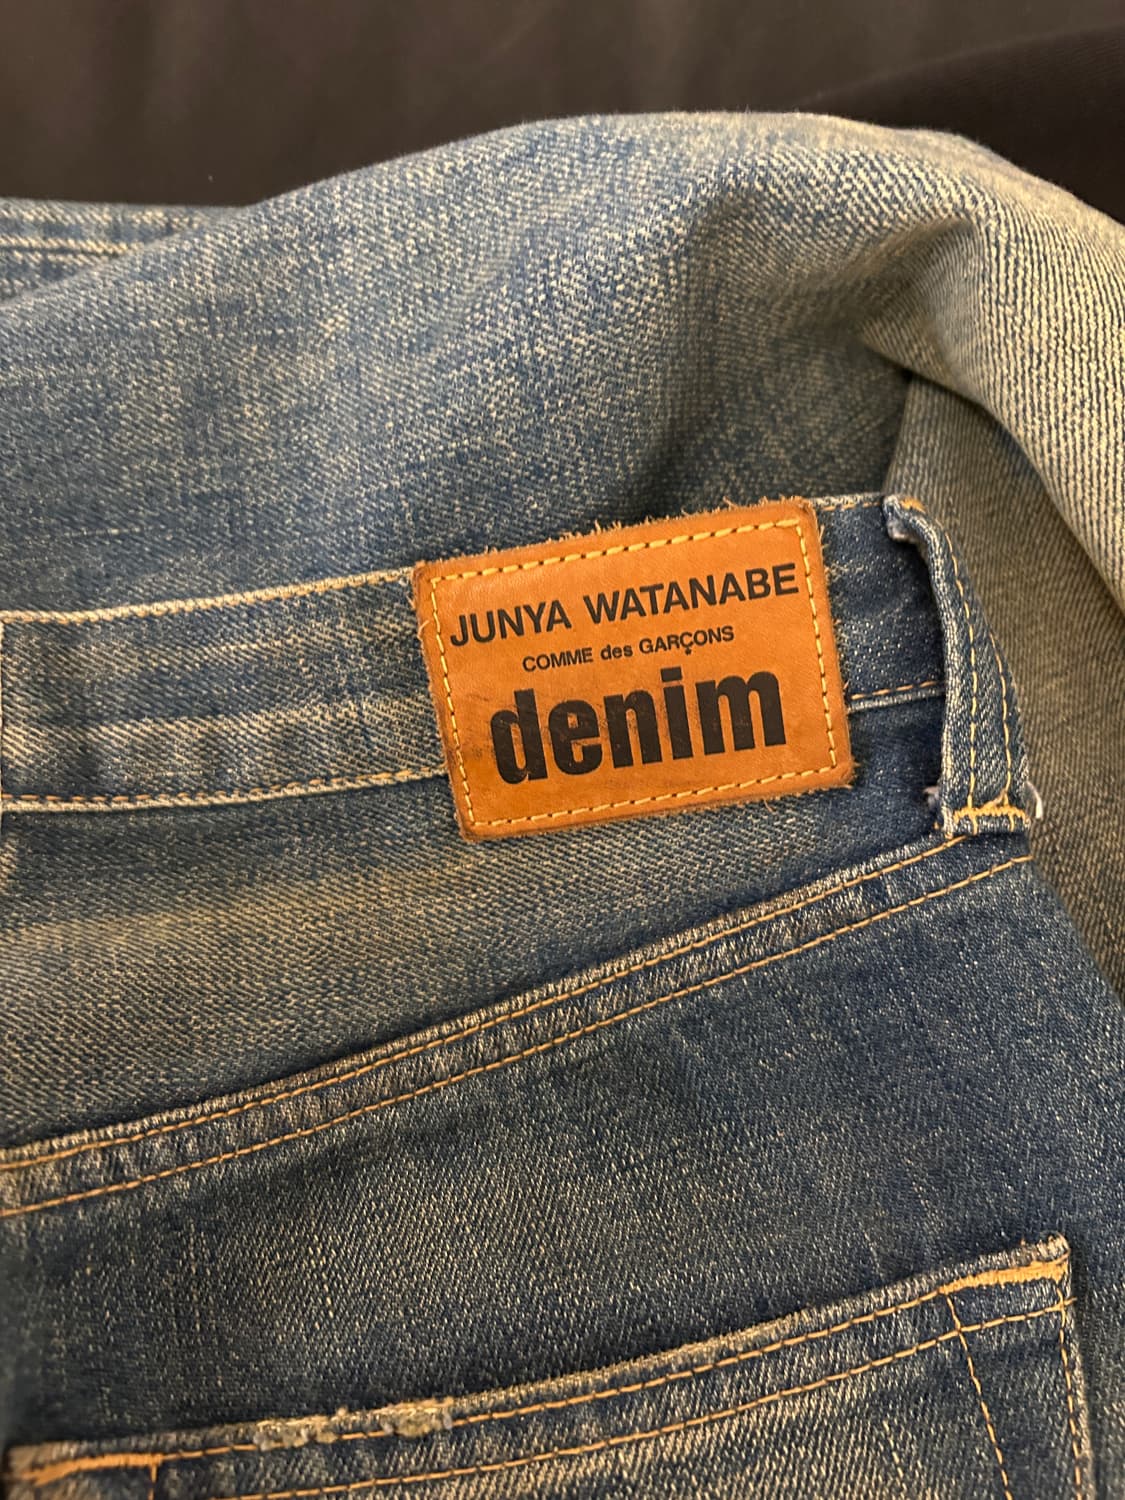 JUNYA WATANABE
COMME des GARÇONS
denim